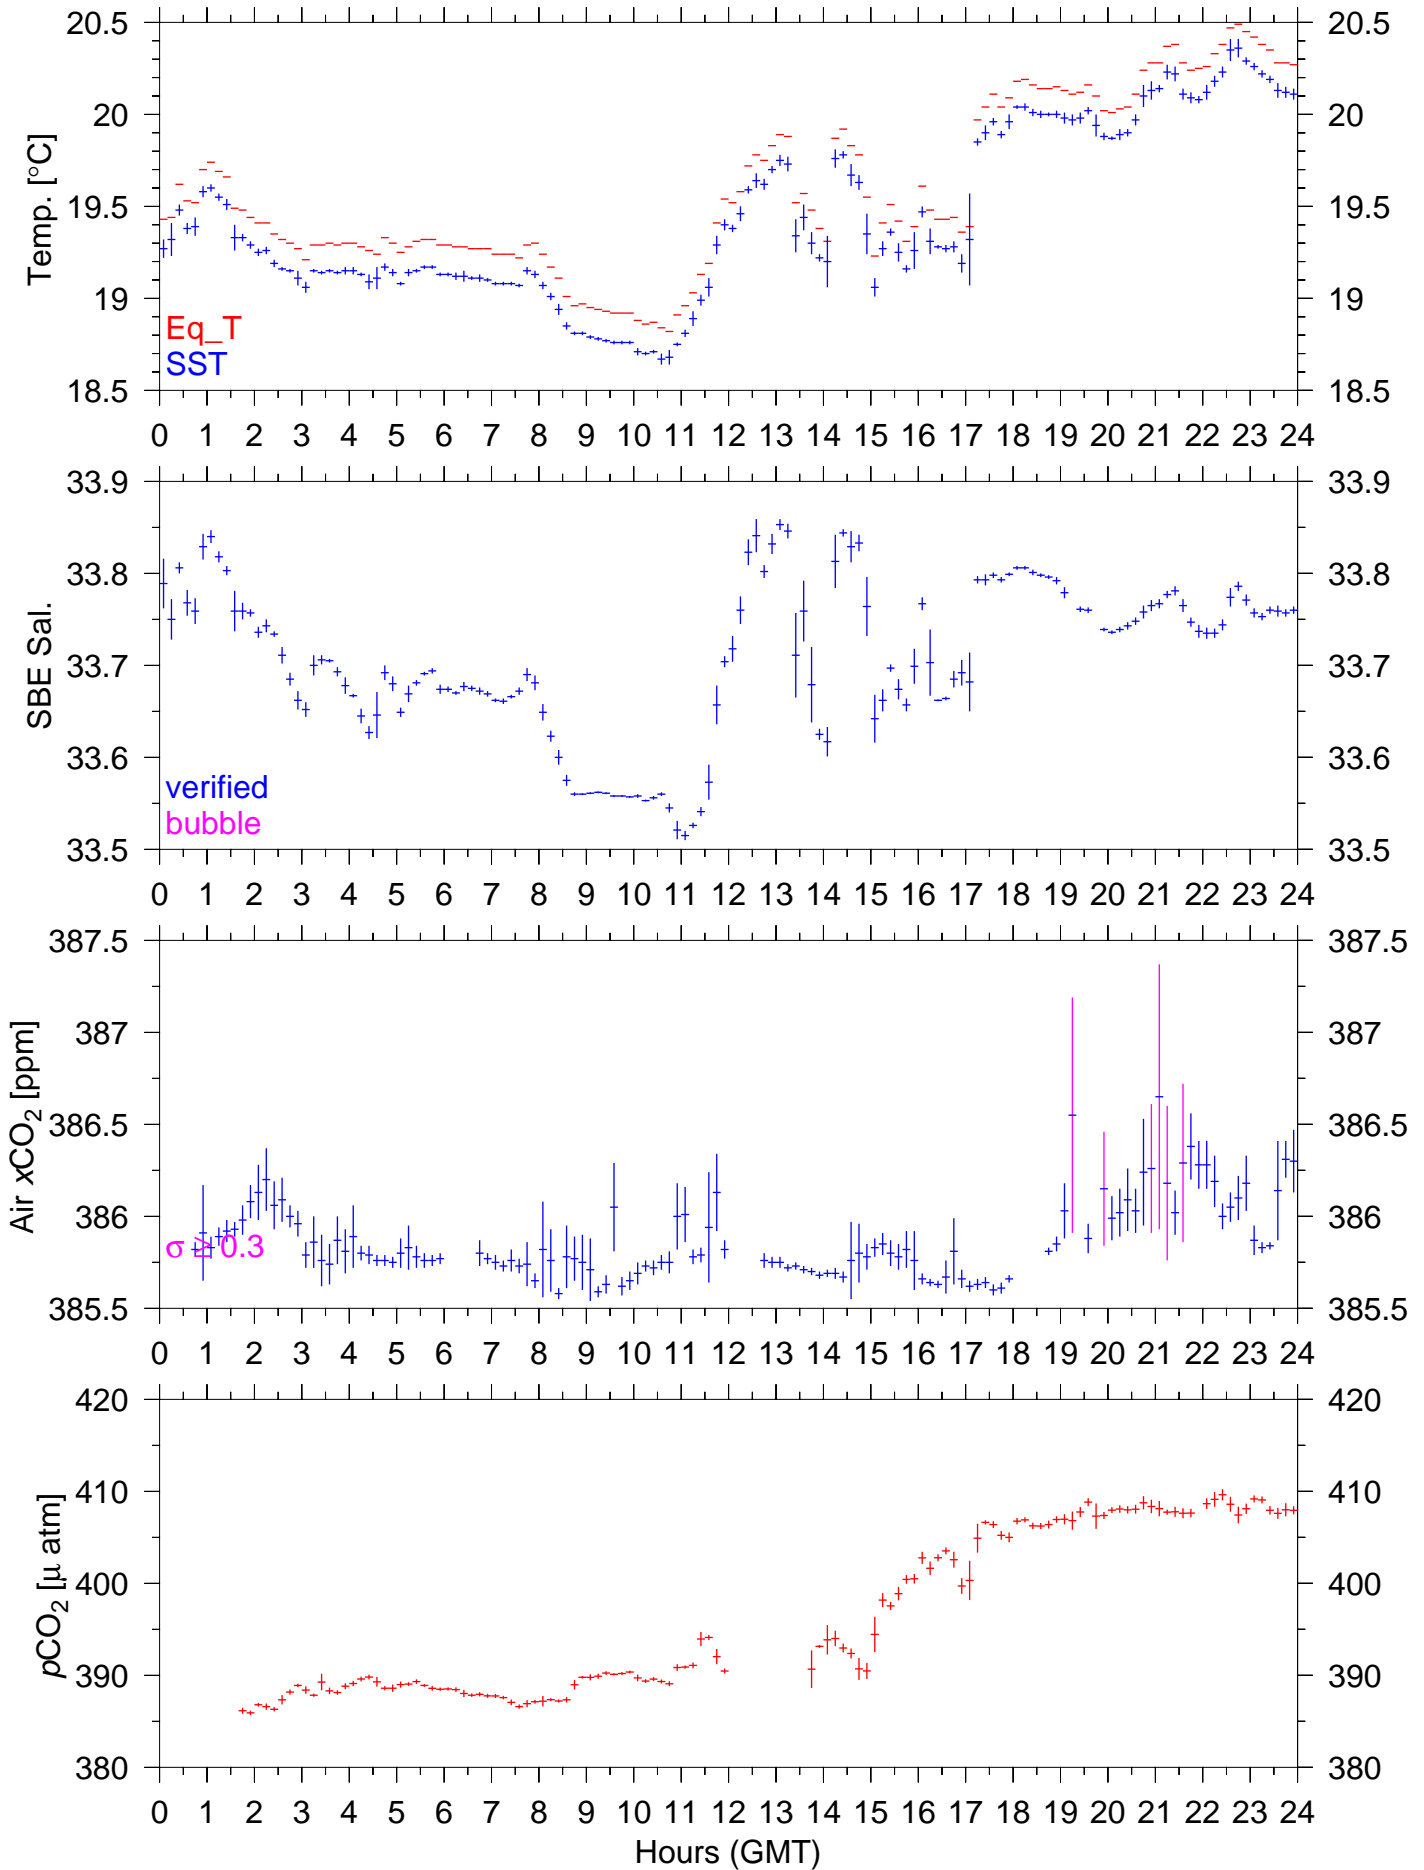 20.5 20.5
20 20
19.5 19.5
19 19
18.5 18.5
Temp. [°C]
Eq_T
SST
0 1 2 3 4 5 6 7 8 9 10 11 12 13 14 15 16 17 18 19 20 21 22 23 24
33.9 33.9
33.8 33.8
33.7 33.7
33.6 33.6
33.5 33.5
SBE Sal.
verified
bubble
0 1 2 3 4 5 6 7 8 9 10 11 12 13 14 15 16 17 18 19 20 21 22 23 24
387.5 387.5
387 387
386.5 386.5
386 386
385.5 385.5
Air xCO₂ [ppm]
σ ≥ 0.3
0 1 2 3 4 5 6 7 8 9 10 11 12 13 14 15 16 17 18 19 20 21 22 23 24
420 420
410 410
400 400
390 390
380 380
pCO₂ [μ atm]
0 1 2 3 4 5 6 7 8 9 10 11 12 13 14 15 16 17 18 19 20 21 22 23 24
Hours (GMT)